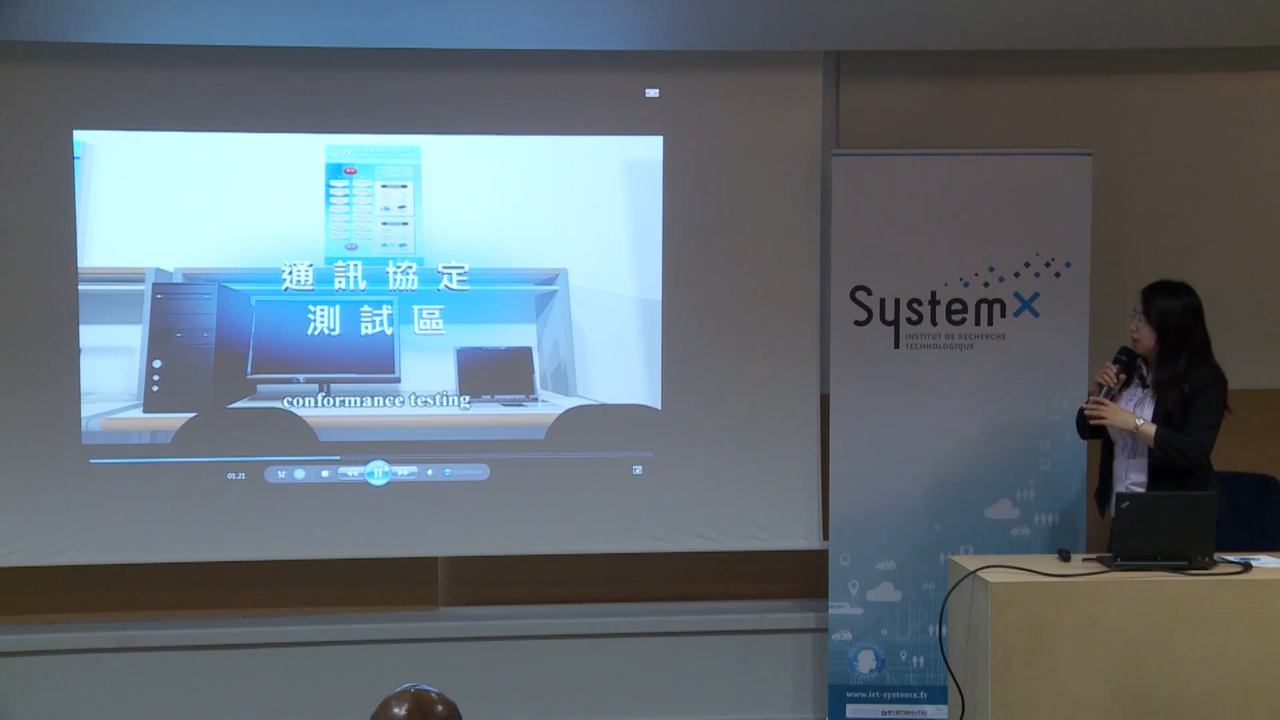 通訊協定
測試區
conformance testing
01:21
SystemX
INSTITUT DE RECHERCHE
TECHNOLOGIQUE
www.irt-systemx.fr
SYSTEMATIC